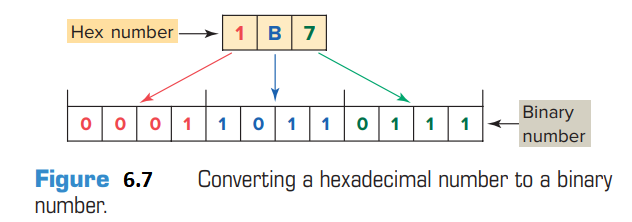 Hex number 1 B 7
0 0 0 1 1 0 1 1 0 1 1 1
Binary
number
Figure 6.7 Converting a hexadecimal number to a binary
number.